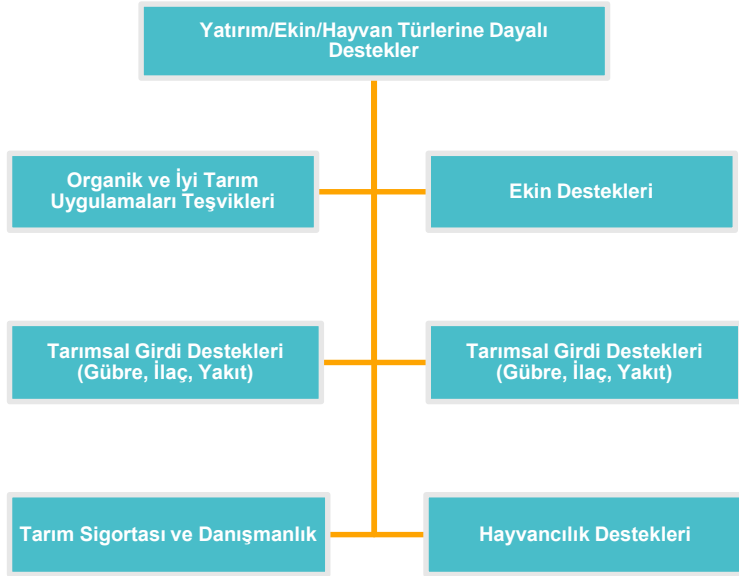 Yatırım/Ekin/Hayvan Türlerine Dayalı
Destekler
Organik ve İyi Tarım
Uygulamaları Teşvikleri
Ekin Destekleri
Tarımsal Girdi Destekleri
(Gübre, İlaç, Yakıt)
Tarımsal Girdi Destekleri
(Gübre, İlaç, Yakıt)
Tarım Sigortası ve Danışmanlık
Hayvancılık Destekleri